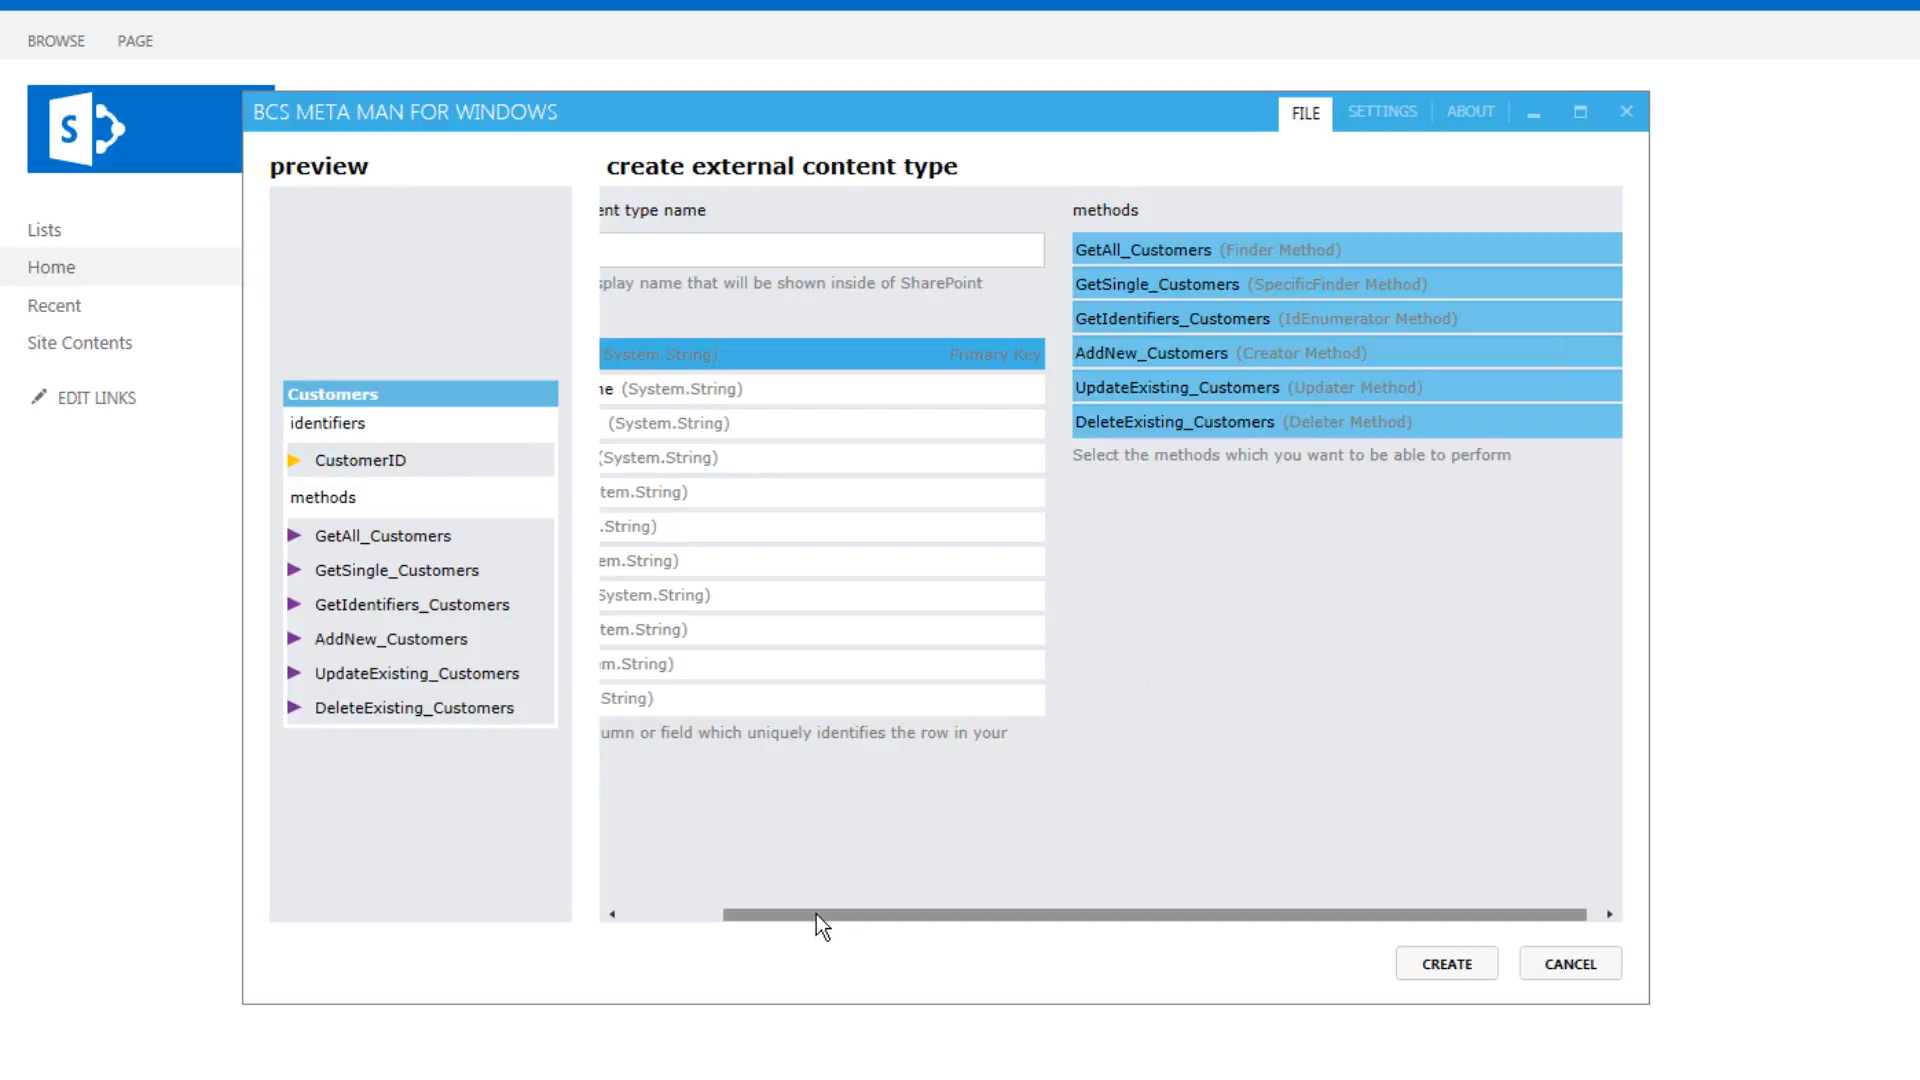 BROWSE PAGE
BCS META MAN FOR WINDOWS
FILE SETTINGS ABOUT
S
Lists
Home
Recent
Site Contents
EDIT LINKS
preview
Customers
identifiers
CustomerID
methods
GetAll_Customers
GetSingle_Customers
GetIdentifiers_Customers
AddNew_Customers
UpdateExisting_Customers
DeleteExisting_Customers
create external content type
ent type name
splay name that will be shown inside of SharePoint
(System.String) Primary Key
ne (System.String)
(System.String)
(System.String)
tem.String)
.String)
em.String)
System.String)
tem.String)
m.String)
String)
umn or field which uniquely identifies the row in your
methods
GetAll_Customers (Finder Method)
GetSingle_Customers (SpecificFinder Method)
GetIdentifiers_Customers (IdEnumerator Method)
AddNew_Customers (Creator Method)
UpdateExisting_Customers (Updater Method)
DeleteExisting_Customers (Deleter Method)
Select the methods which you want to be able to perform
CREATE CANCEL